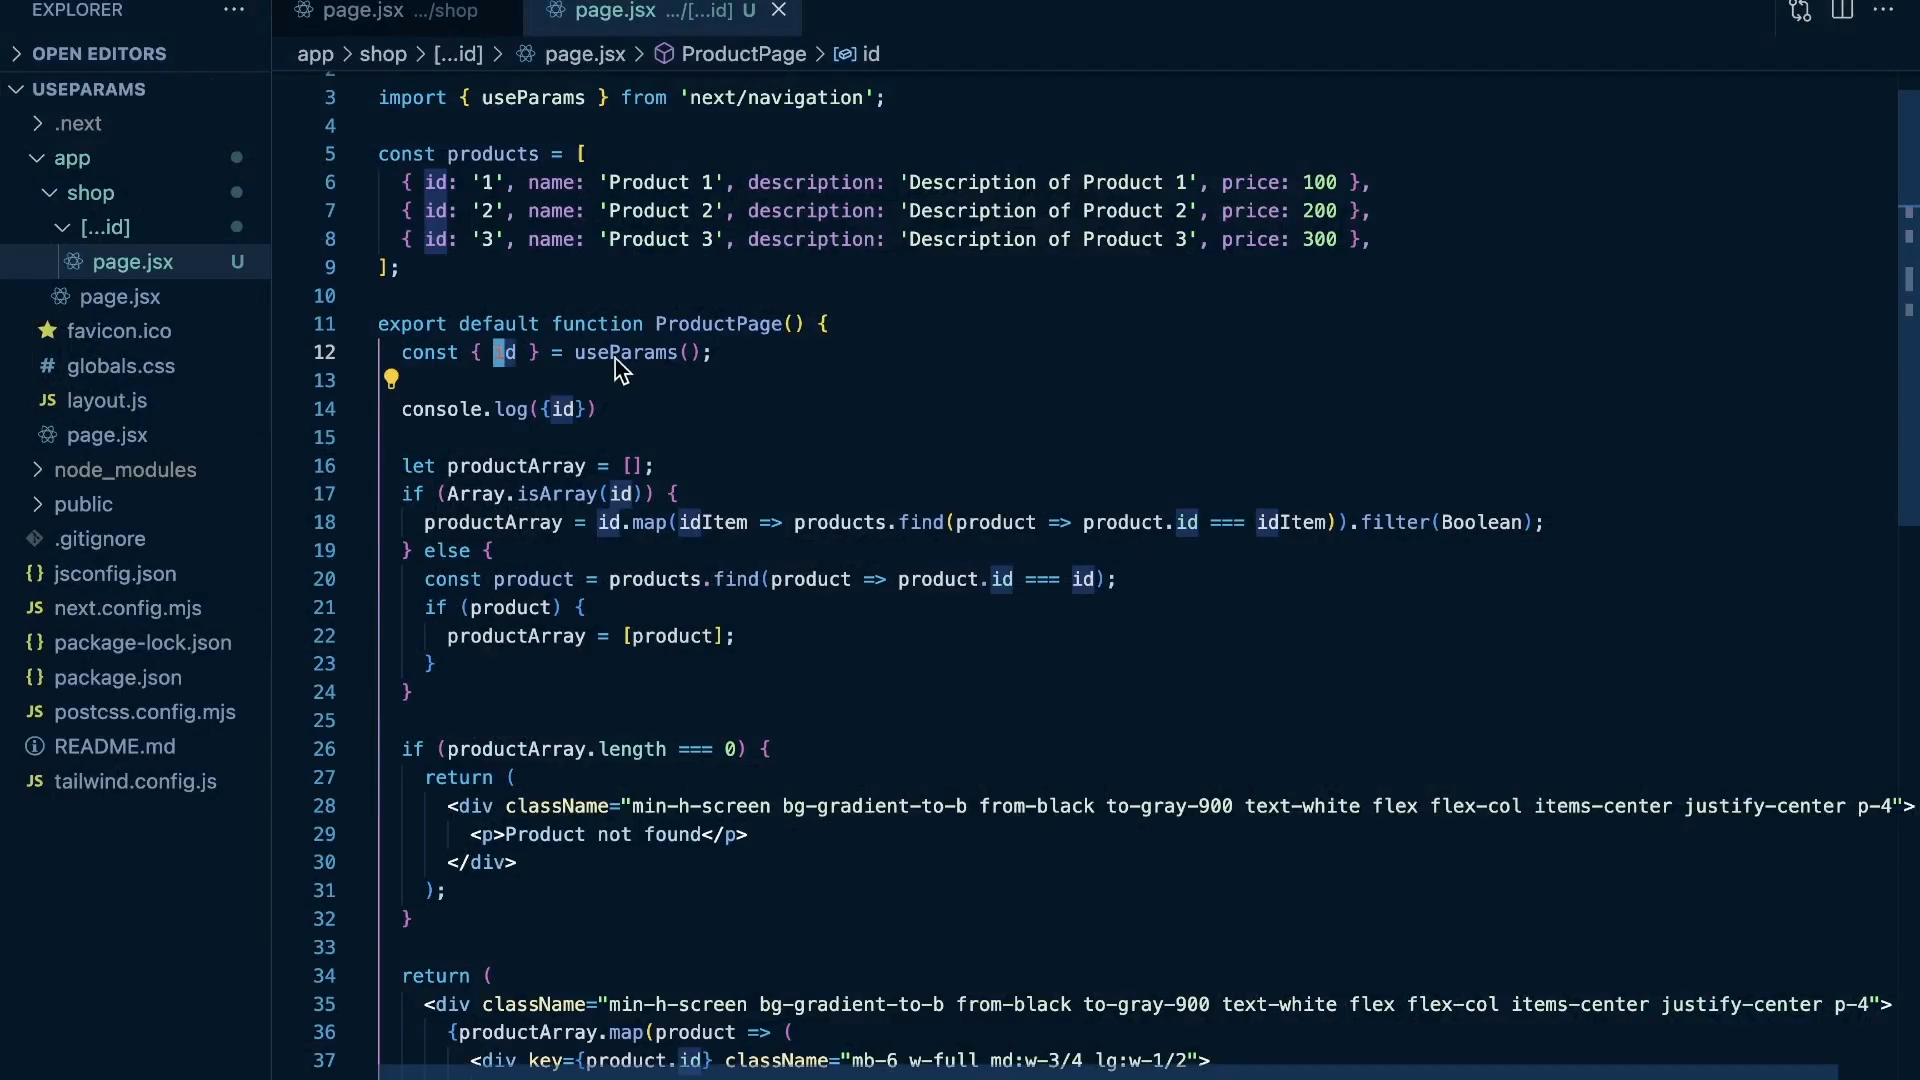 EXPLORER ...
page.jsx .../shop
page.jsx .../[...id] U
OPEN EDITORS
USEPARAMS
.next
app
shop
[...id]
page.jsx U
page.jsx
favicon.ico
# globals.css
JS layout.js
page.jsx
node_modules
public
.gitignore
{} jsconfig.json
JS next.config.mjs
{} package-lock.json
{} package.json
JS postcss.config.mjs
README.md
JS tailwind.config.js
app > shop > [...id] > page.jsx > ProductPage > id
3 import { useParams } from 'next/navigation';
4
5 const products = [
6 { id: '1', name: 'Product 1', description: 'Description of Product 1', price: 100 },
7 { id: '2', name: 'Product 2', description: 'Description of Product 2', price: 200 },
8 { id: '3', name: 'Product 3', description: 'Description of Product 3', price: 300 },
9 ];
10
11 export default function ProductPage() {
12 const { id } = useParams();
13
14 console.log({id})
15
16 let productArray = [];
17 if (Array.isArray(id)) {
18 productArray = id.map(idItem => products.find(product => product.id === idItem)).filter(Boolean);
19 } else {
20 const product = products.find(product => product.id === id);
21 if (product) {
22 productArray = [product];
23 }
24 }
25
26 if (productArray.length === 0) {
27 return (
28 <div className="min-h-screen bg-gradient-to-b from-black to-gray-900 text-white flex flex-col items-center justify-center p-4">
29 <p>Product not found</p>
30 </div>
31 );
32 }
33
34 return (
35 <div className="min-h-screen bg-gradient-to-b from-black to-gray-900 text-white flex flex-col items-center justify-center p-4">
36 {productArray.map(product => (
37 <div key={product.id} className="mb-6 w-full md:w-3/4 lg:w-1/2">